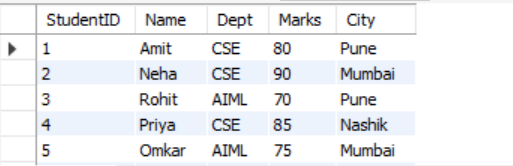 StudentID Name Dept Marks City
1 Amit CSE 80 Pune
2 Neha CSE 90 Mumbai
3 Rohit AIML 70 Pune
4 Priya CSE 85 Nashik
5 Omkar AIML 75 Mumbai